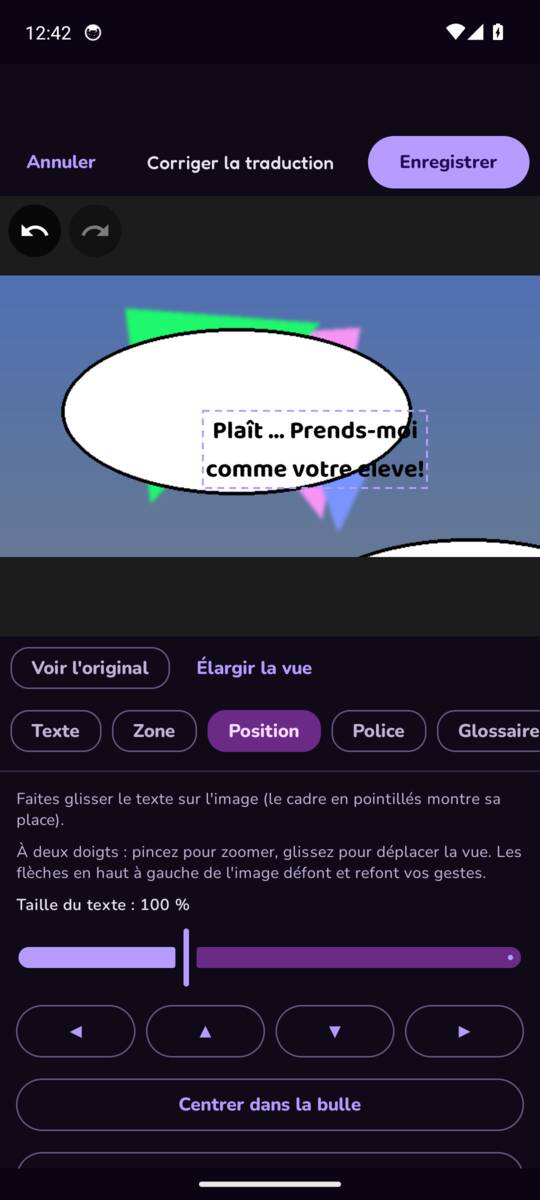 12:42
Annuler
Corriger la traduction
Enregistrer
Plaît ... Prends-moi
comme votre eleve!
Voir l'original
Élargir la vue
Texte
Zone
Position
Police
Glossaire
Faites glisser le texte sur l'image (le cadre en pointillés montre sa
place).
À deux doigts : pincez pour zoomer, glissez pour déplacer la vue. Les
flèches en haut à gauche de l'image défont et refont vos gestes.
Taille du texte : 100 %
Centrer dans la bulle